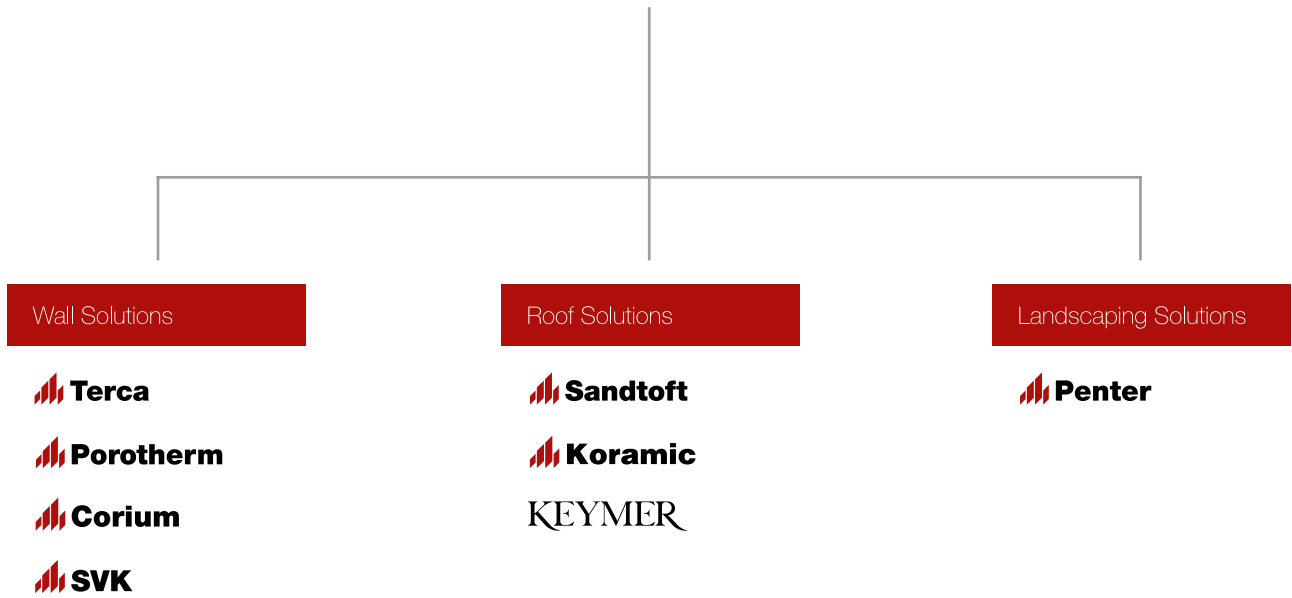 Wall Solutions
Terca
Porotherm
Corium
SVK
Roof Solutions
Sandtoft
Koramic
KEYMER
Landscaping Solutions
Penter